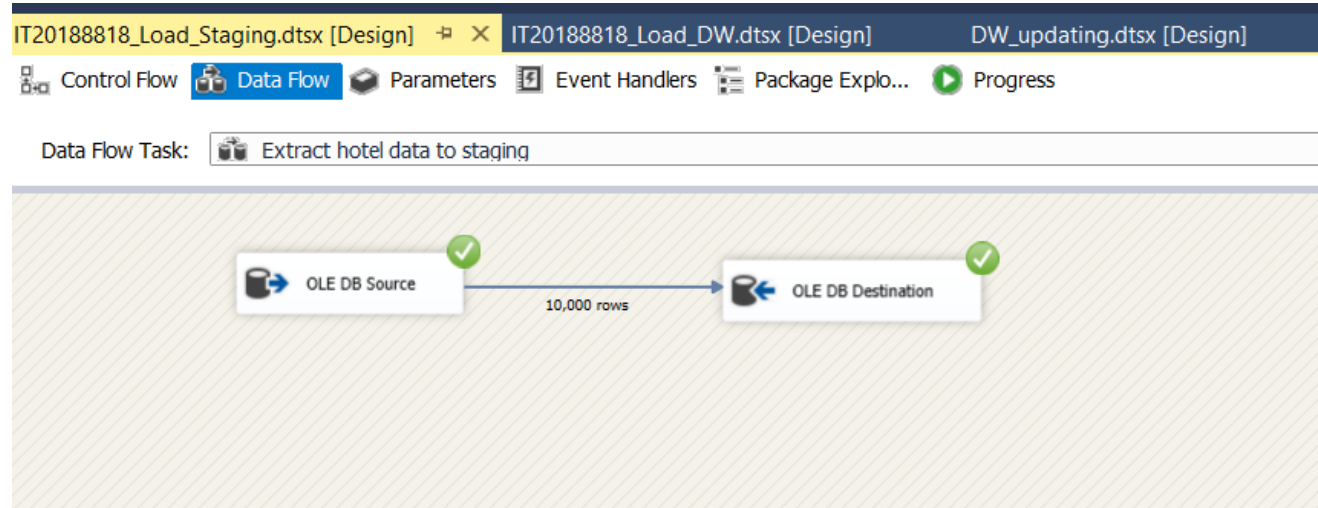 IT20188818_Load_Staging.dtsx [Design] IT20188818_Load_DW.dtsx [Design] DW_updating.dtsx [Design]
Control Flow Data Flow Parameters Event Handlers Package Explo... Progress
Data Flow Task: Extract hotel data to staging
OLE DB Source
10,000 rows
OLE DB Destination